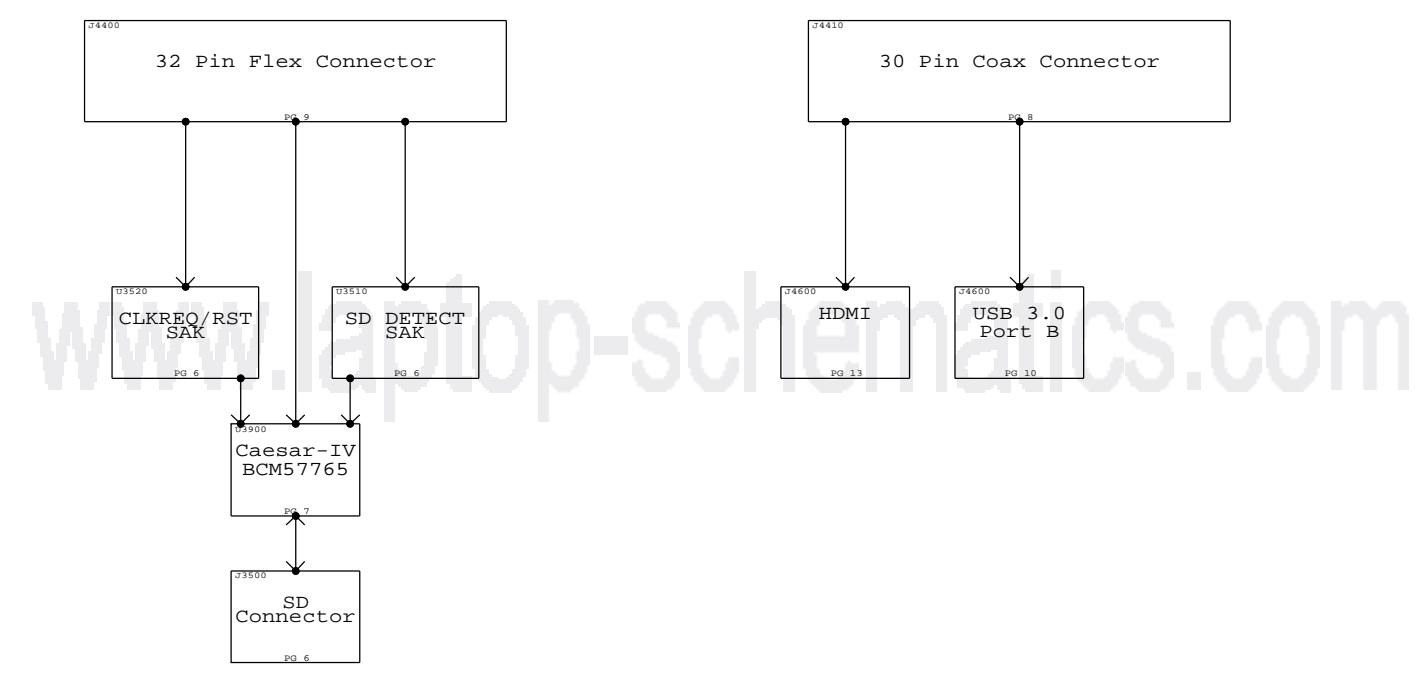 J4400
32 Pin Flex Connector
PG 9
J4410
30 Pin Coax Connector
PG 8
U3520
CLKREQ/RST
SAK
PG 6
U3510
SD DETECT
SAK
PG 6
J4600
HDMI
PG 13
J4600
USB 3.0
Port B
PG 10
www.laptop-schematics.com
U3900
Caesar-IV
BCM57765
PG 7
J3500
SD
Connector
PG 6